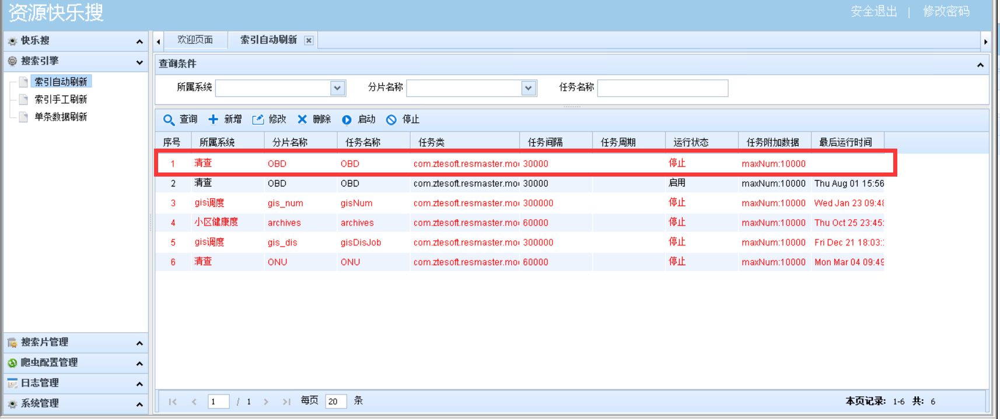 资源快乐搜
安全退出 | 修改密码
快乐搜
搜索引擎
索引自动刷新
索引手工刷新
单条数据刷新
搜索片管理
爬虫配置管理
日志管理
系统管理
欢迎页面 索引自动刷新
查询条件
所属系统 分片名称 任务名称
查询 新增 修改 删除 启动 停止
序号 所属系统 分片名称 任务名称 任务类 任务间隔 任务周期 运行状态 任务附加数据 最后运行时间
1 清查 OBD OBD com.ztesoft.resmaster.mo 30000 停止 maxNum:10000
2 清查 OBD OBD com.ztesoft.resmaster.mo 30000 启用 maxNum:10000 Thu Aug 01 15:56
3 gis调度 gis_num gisNum com.ztesoft.resmaster.mo 300000 停止 maxNum:10000 Wed Jan 23 09:48
4 小区健康度 archives archives com.ztesoft.resmaster.mo 60000 停止 maxNum:10000 Thu Oct 25 23:45:
5 gis调度 gis_dis gisDisJob com.ztesoft.resmaster.mo 300000 停止 maxNum:10000 Fri Dec 21 18:03:
6 清查 ONU ONU com.ztesoft.resmaster.mo 60000 停止 maxNum:10000 Mon Mar 04 09:49
1 / 1 每页 20 条
本页记录: 1-6 共: 6